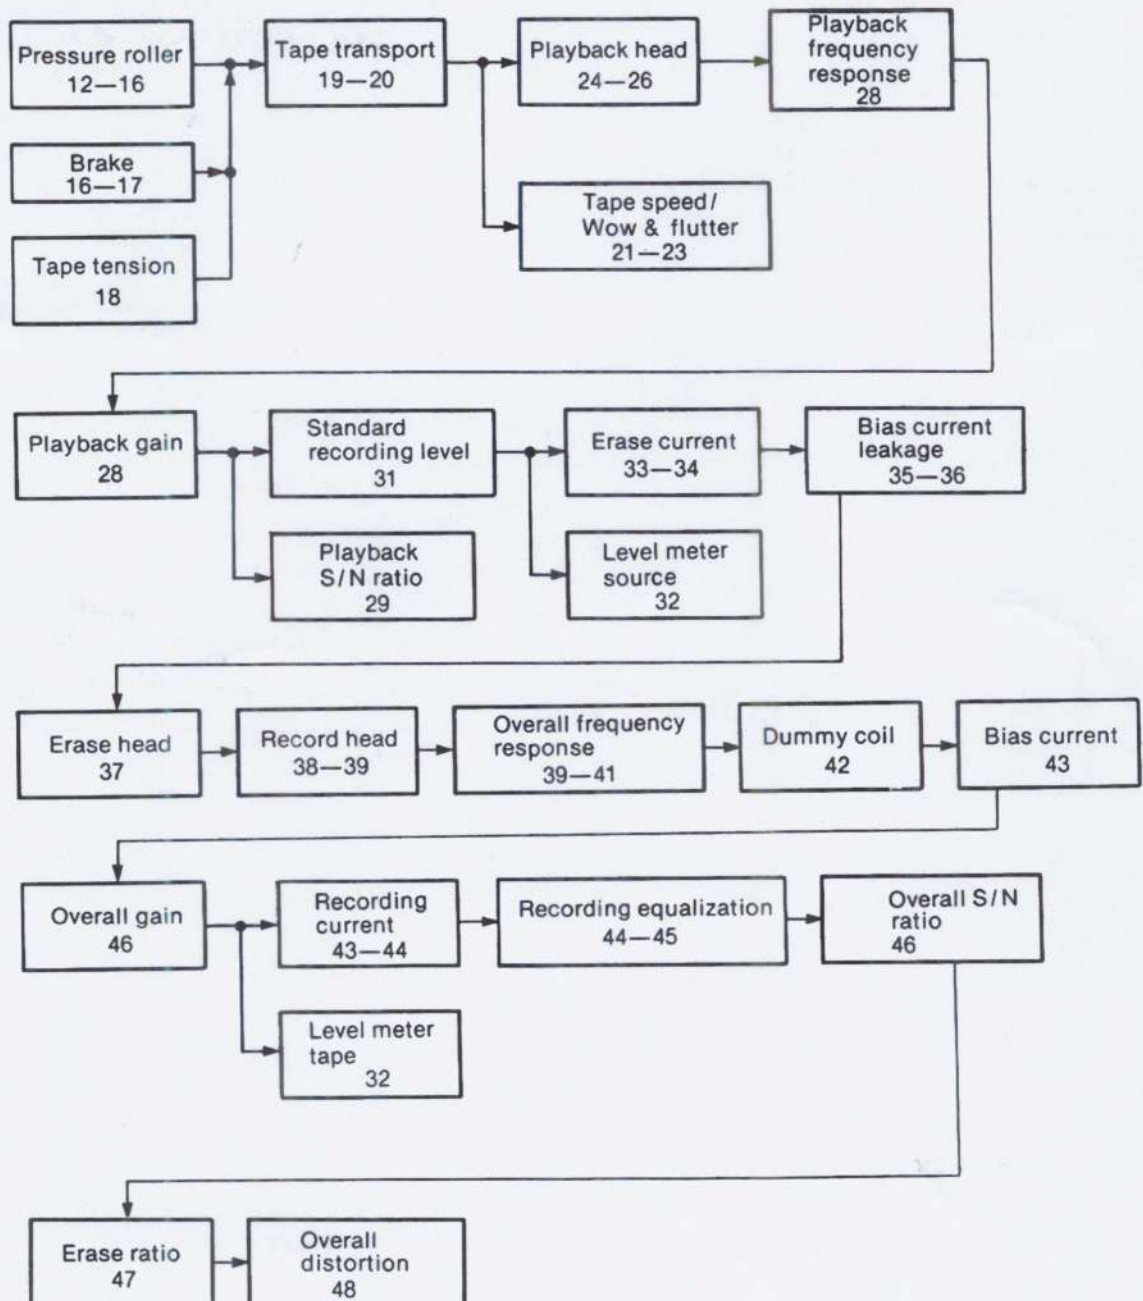 Pressure roller
12—16
Tape transport
19—20
Playback head
24—26
Playback
frequency
response
28
Brake
16—17
Tape speed/
Wow & flutter
21—23
Tape tension
18
Playback gain
28
Standard
recording level
31
Erase current
33—34
Bias current
leakage
35—36
Playback
S/N ratio
29
Level meter
source
32
Erase head
37
Record head
38—39
Overall frequency
response
39—41
Dummy coil
42
Bias current
43
Overall gain
46
Recording
current
43—44
Recording equalization
44—45
Overall S/N
ratio
46
Level meter
tape
32
Erase ratio
47
Overall
distortion
48